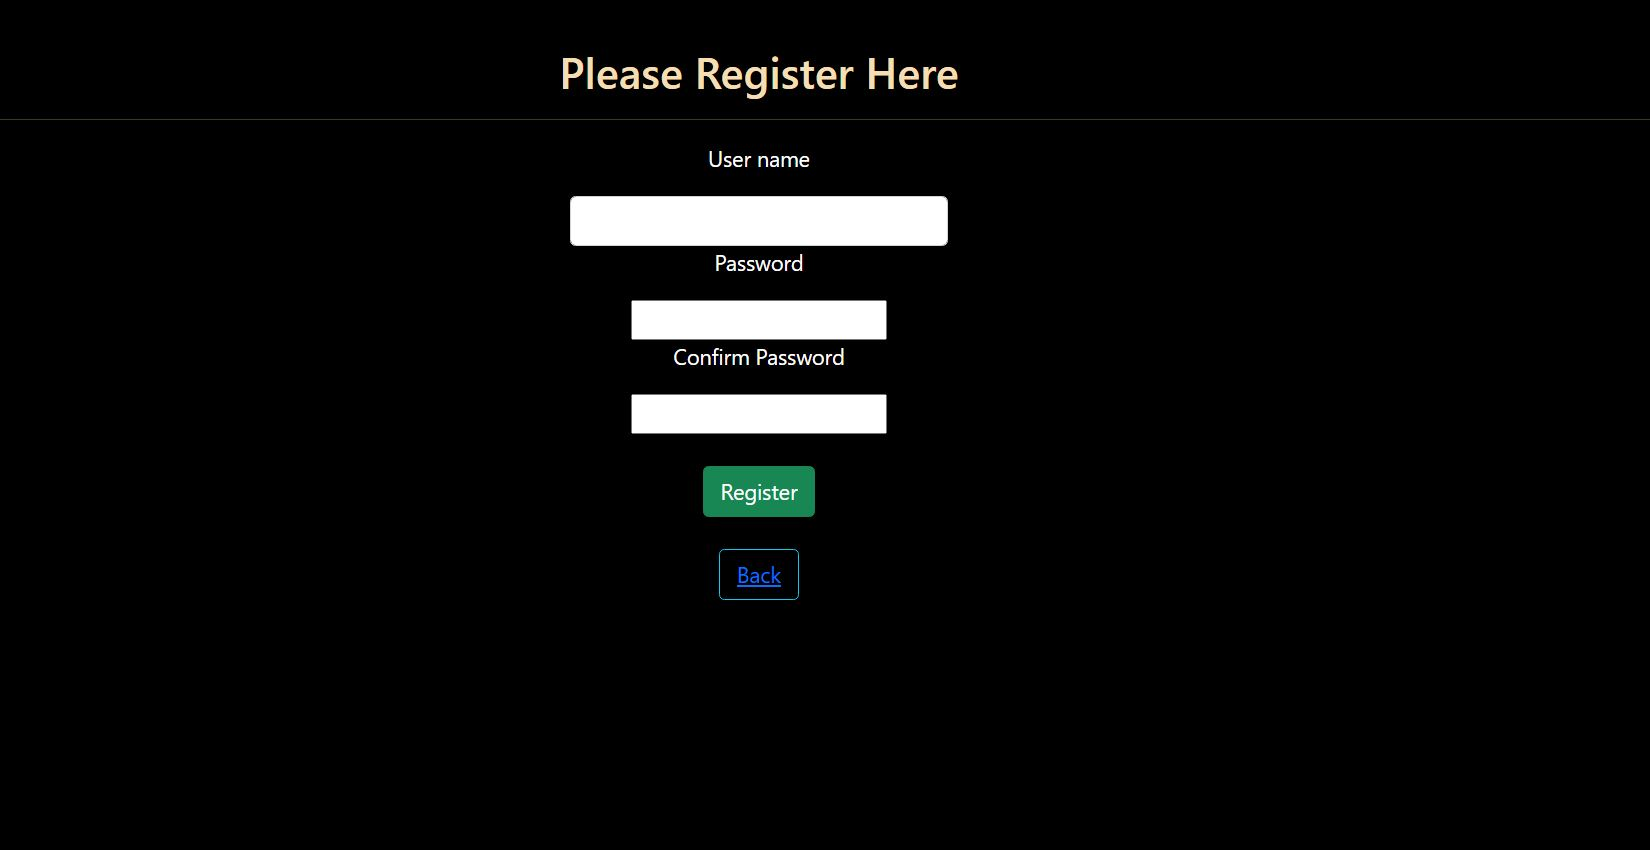 Please Register Here
User name
Password
Confirm Password
Register
Back